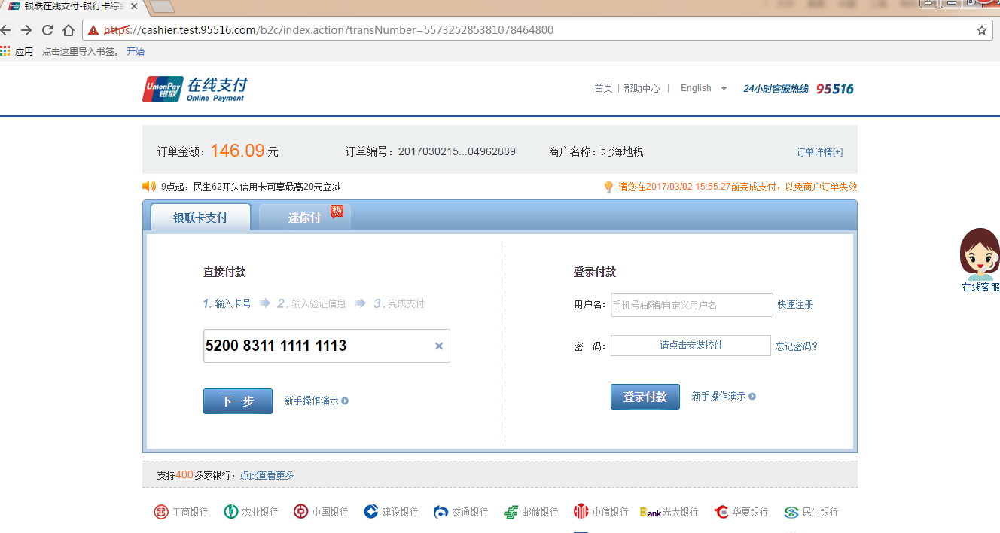 银联在线支付-银行卡综合
https://cashier.test.95516.com/b2c/index.action?transNumber=557325285381078464800
应用 点击这里导入书签。 开始
UnionPay 银联 在线支付 Online Payment
首页 | 帮助中心 | English 24小时客服热线 95516
订单金额：146.09元 订单编号：2017030215...04962889 商户名称：北海地税 订单详情[+]
9点起，民生62开头信用卡可享最高20元立减 请您在2017/03/02 15:55:27前完成支付，以免商户订单失效
银联卡支付 迷你付 热
直接付款
1. 输入卡号 2. 输入验证信息 3. 完成支付
5200 8311 1111 1113
下一步 新手操作演示
登录付款
用户名： 手机号/邮箱/自定义用户名 快速注册
密 码： 请点击安装控件 忘记密码？
登录付款 新手操作演示
在线客服
支持400多家银行，点此查看更多
工商银行 农业银行 中国银行 建设银行 交通银行 邮储银行 中信银行 Bank 光大银行 华夏银行 民生银行